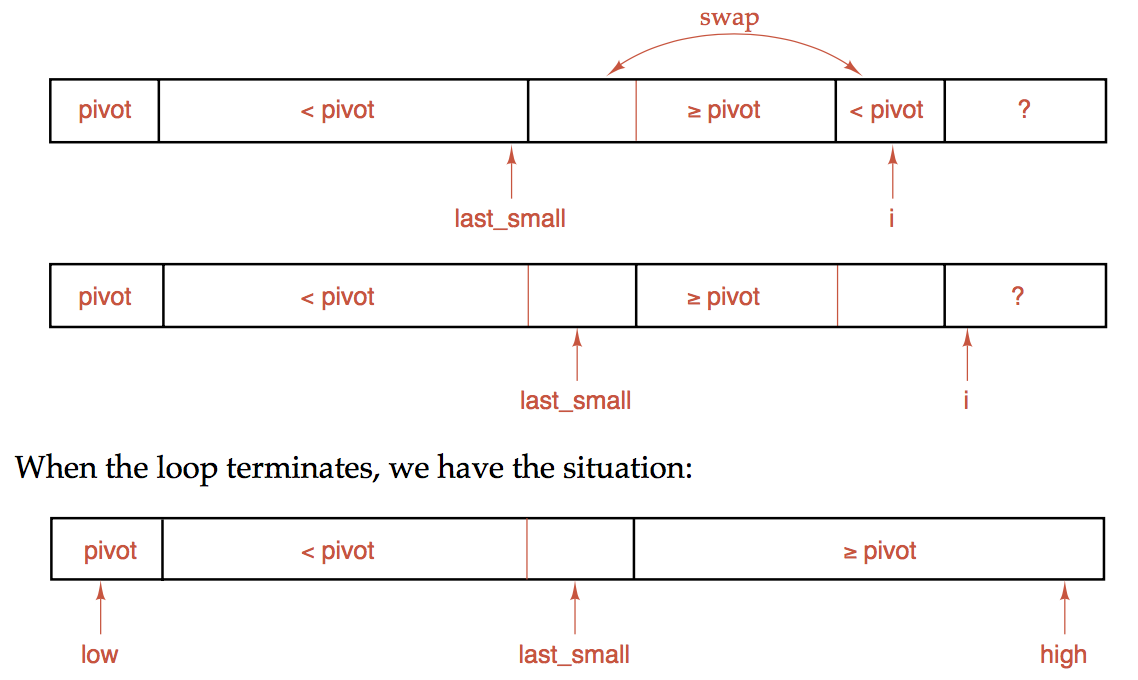 swap
pivot < pivot ≥ pivot < pivot ?
last_small i
pivot < pivot ≥ pivot ?
last_small i
When the loop terminates, we have the situation:
pivot < pivot ≥ pivot
low last_small high